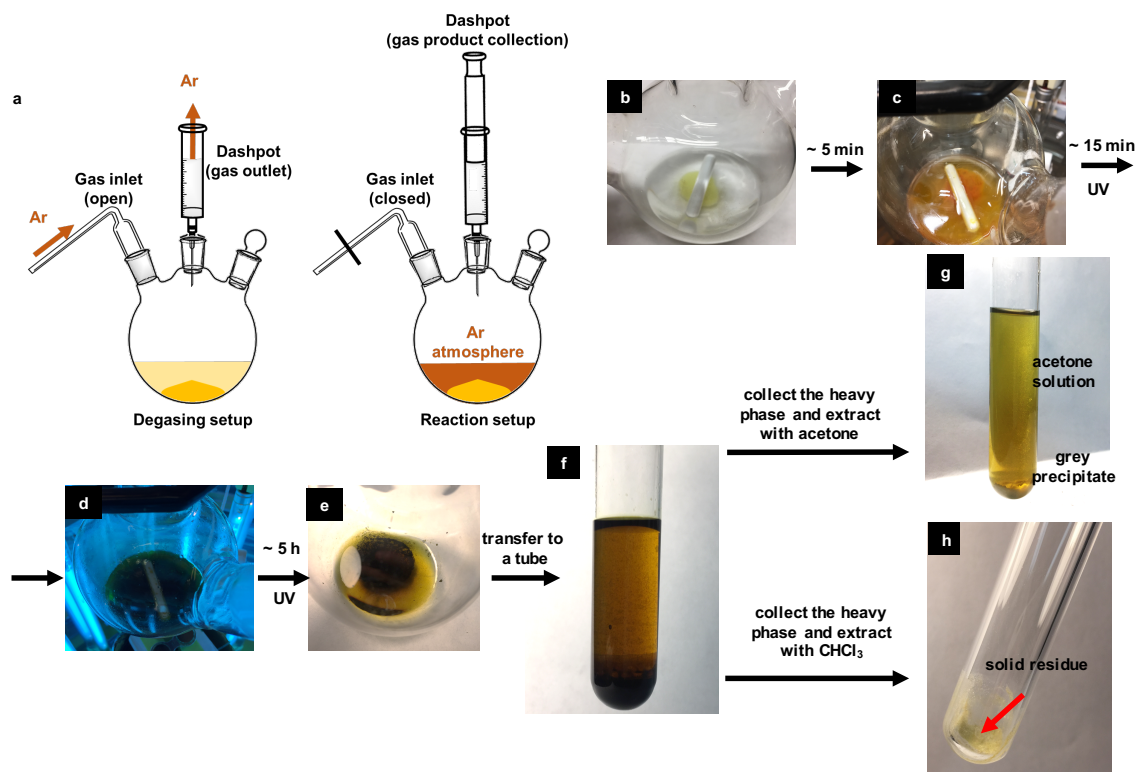 a
Ar
Dashpot
(gas outlet)
Gas inlet
(open)
Ar
Degasing setup
Dashpot
(gas product collection)
Gas inlet
(closed)
Ar
atmosphere
Reaction setup
b
~ 5 min
c
~ 15 min
UV
d
~ 5 h
UV
e
transfer to
a tube
f
collect the heavy
phase and extract
with acetone
g
acetone
solution
grey
precipitate
collect the heavy
phase and extract
with CHCl₃
h
solid residue